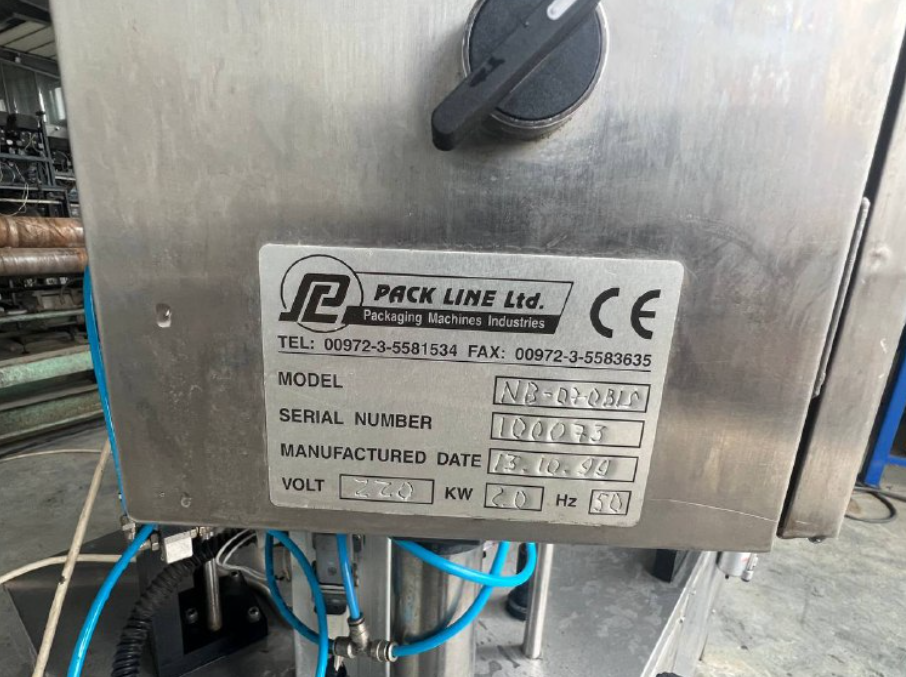 PL PACK LINE Ltd. CE
Packaging Machines Industries
TEL: 00972-3-5581534 FAX: 00972-3-5583635
MODEL
SERIAL NUMBER 100073
MANUFACTURED DATE 13.10.99
VOLT 220 KW 2.0 Hz 50